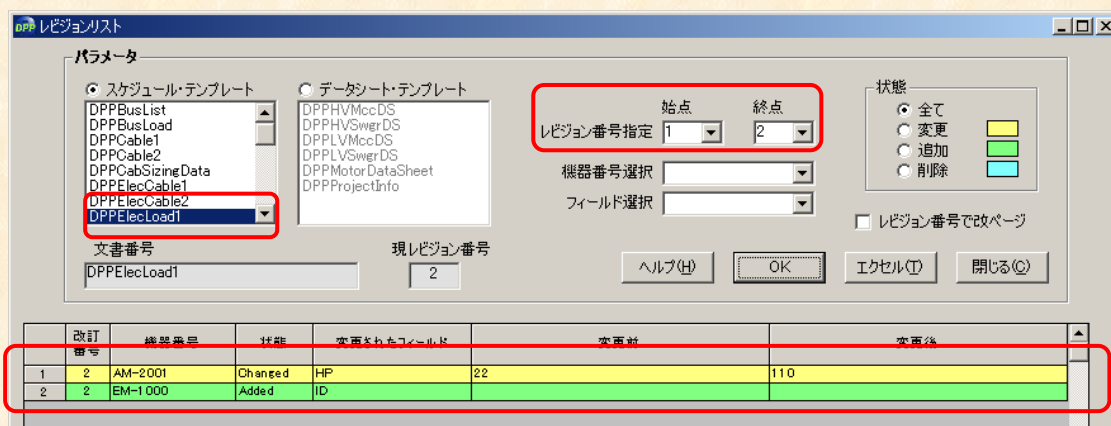 DPP レビジョンリスト
パラメータ
スケジュール・テンプレート
データシート・テンプレート
DPPBusList
DPPBusLoad
DPPCable1
DPPCable2
DPPCabSizingData
DPPElecCable1
DPPElecCable2
DPPElecLoad1
DPPHVMccDS
DPPHVSwgrDS
DPPLVMccDS
DPPLVSwgrDS
DPPMotorDataSheet
DPPProjectInfo
始点 終点
レビジョン番号指定 1 2
機器番号選択
フィールド選択
状態
全て
変更
追加
削除
レビジョン番号で改ページ
文書番号
現レビジョン番号
DPPElecLoad1
2
ヘルプ(H) OK エクセル(T) 閉じる(C)
改訂番号 機器番号 状態 変更されたフィールド 変更前 変更後
1 2 AM-2001 Changed HP 22 110
2 2 EM-1000 Added ID